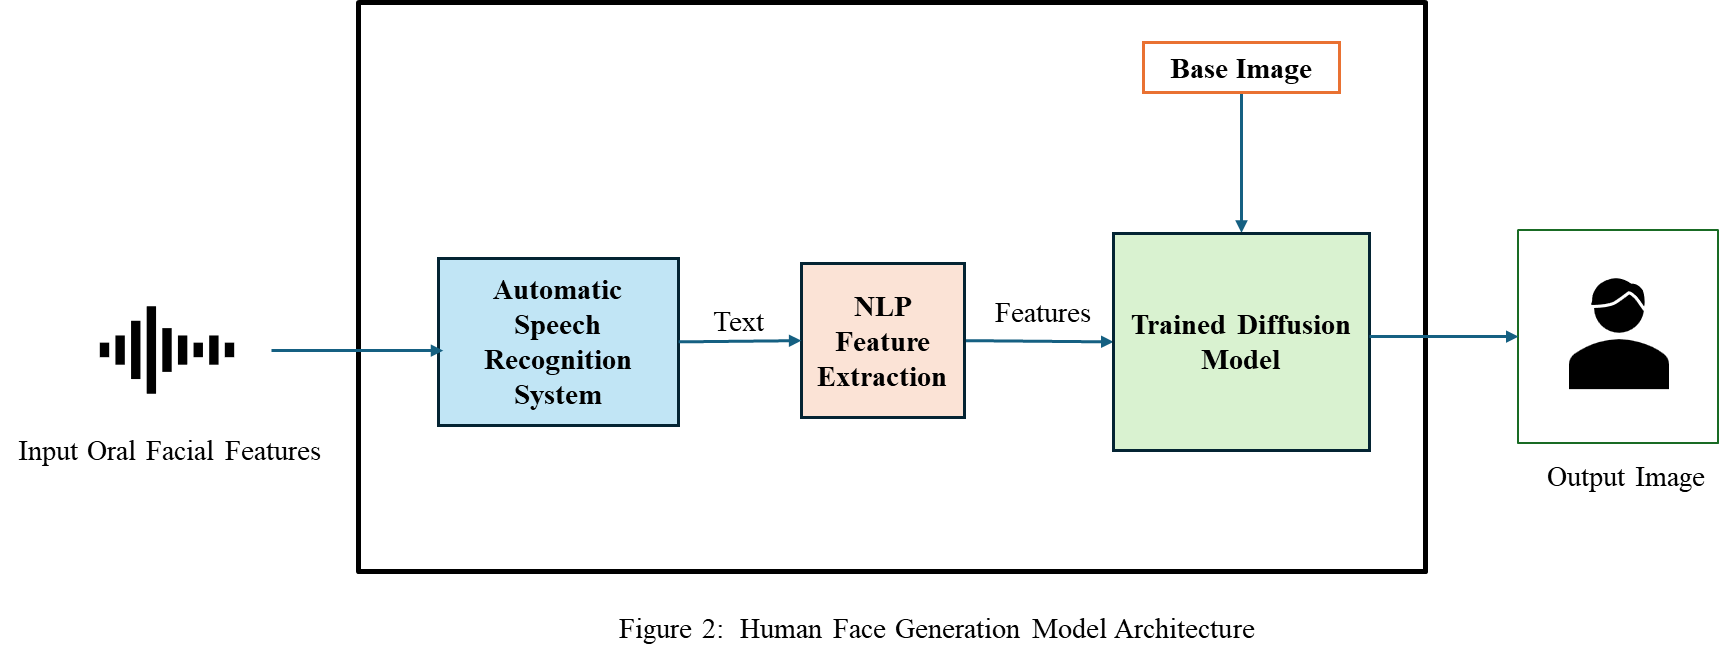 Base Image
Automatic
Speech
Recognition
System
Text
NLP
Feature
Extraction
Features
Trained Diffusion
Model
Input Oral Facial Features
Output Image
Figure 2: Human Face Generation Model Architecture